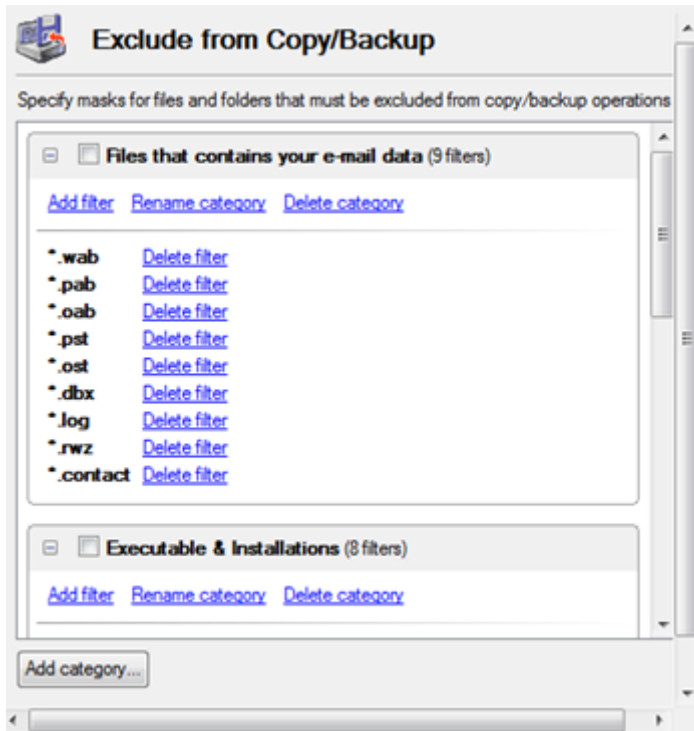 Exclude from Copy/Backup
Specify masks for files and folders that must be excluded from copy/backup operations
Files that contains your e-mail data (9 filters)
Add filter Rename category Delete category
*.wab Delete filter
*.pab Delete filter
*.oab Delete filter
*.pst Delete filter
*.ost Delete filter
*.dbx Delete filter
*.log Delete filter
*.rwz Delete filter
*.contact Delete filter
Executable & Installations (8 filters)
Add filter Rename category Delete category
Add category...